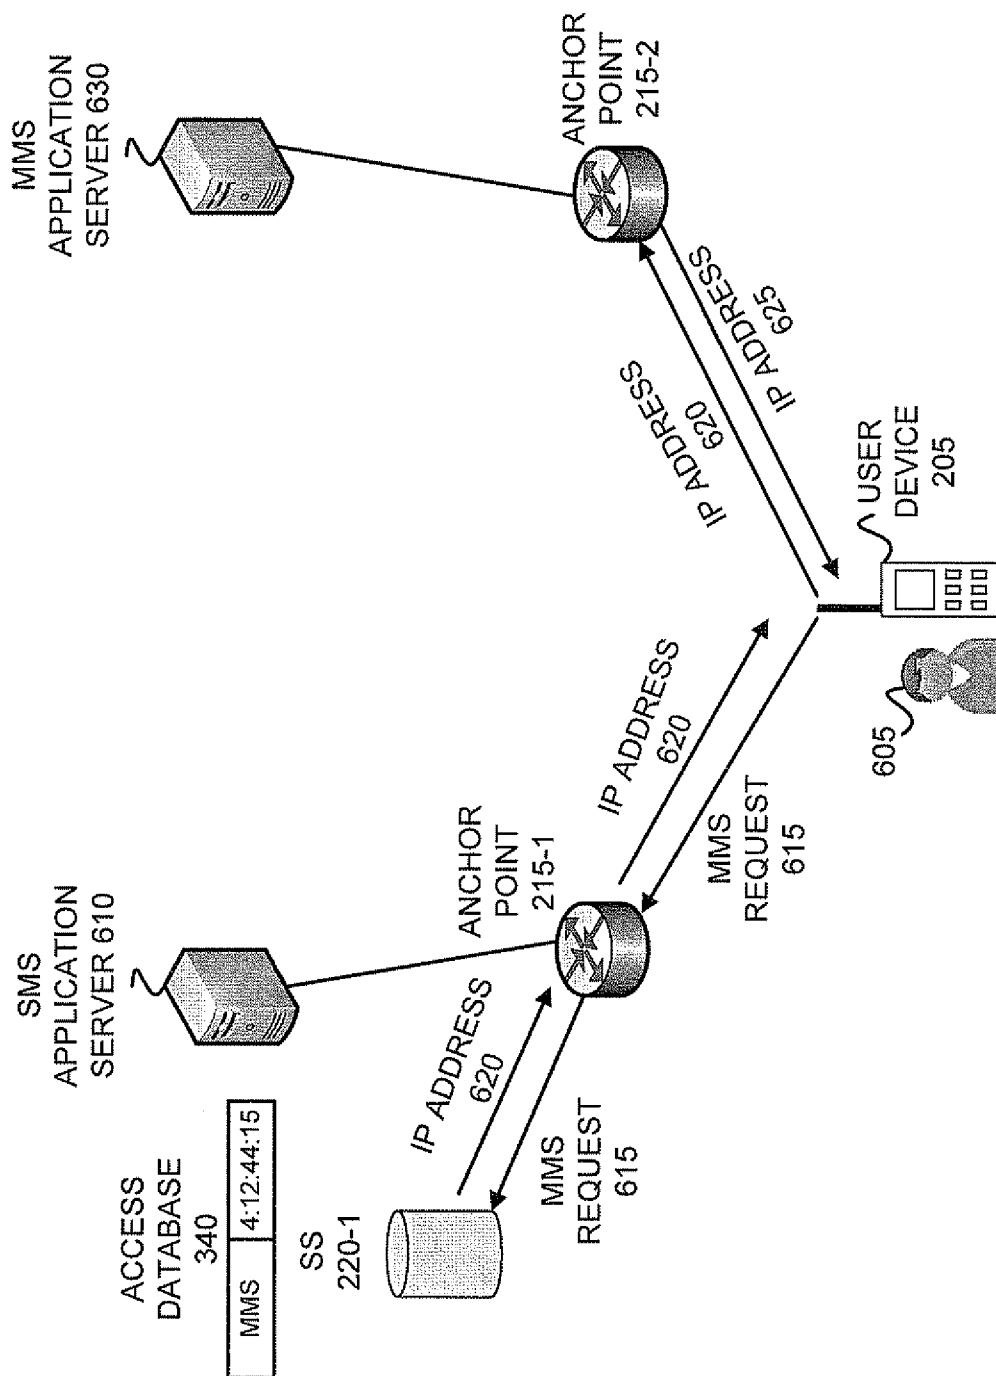 ACCESS
DATABASE
340
MMS 4:12:44:15
SS
220-1
SMS
APPLICATION
SERVER 610
IP ADDRESS
620
MMS
REQUEST
615
ANCHOR
POINT
215-1
IP ADDRESS
620
MMS
REQUEST
615
605
USER
DEVICE
205
IP ADDRESS
620
IP ADDRESS
625
ANCHOR
POINT
215-2
MMS
APPLICATION
SERVER 630